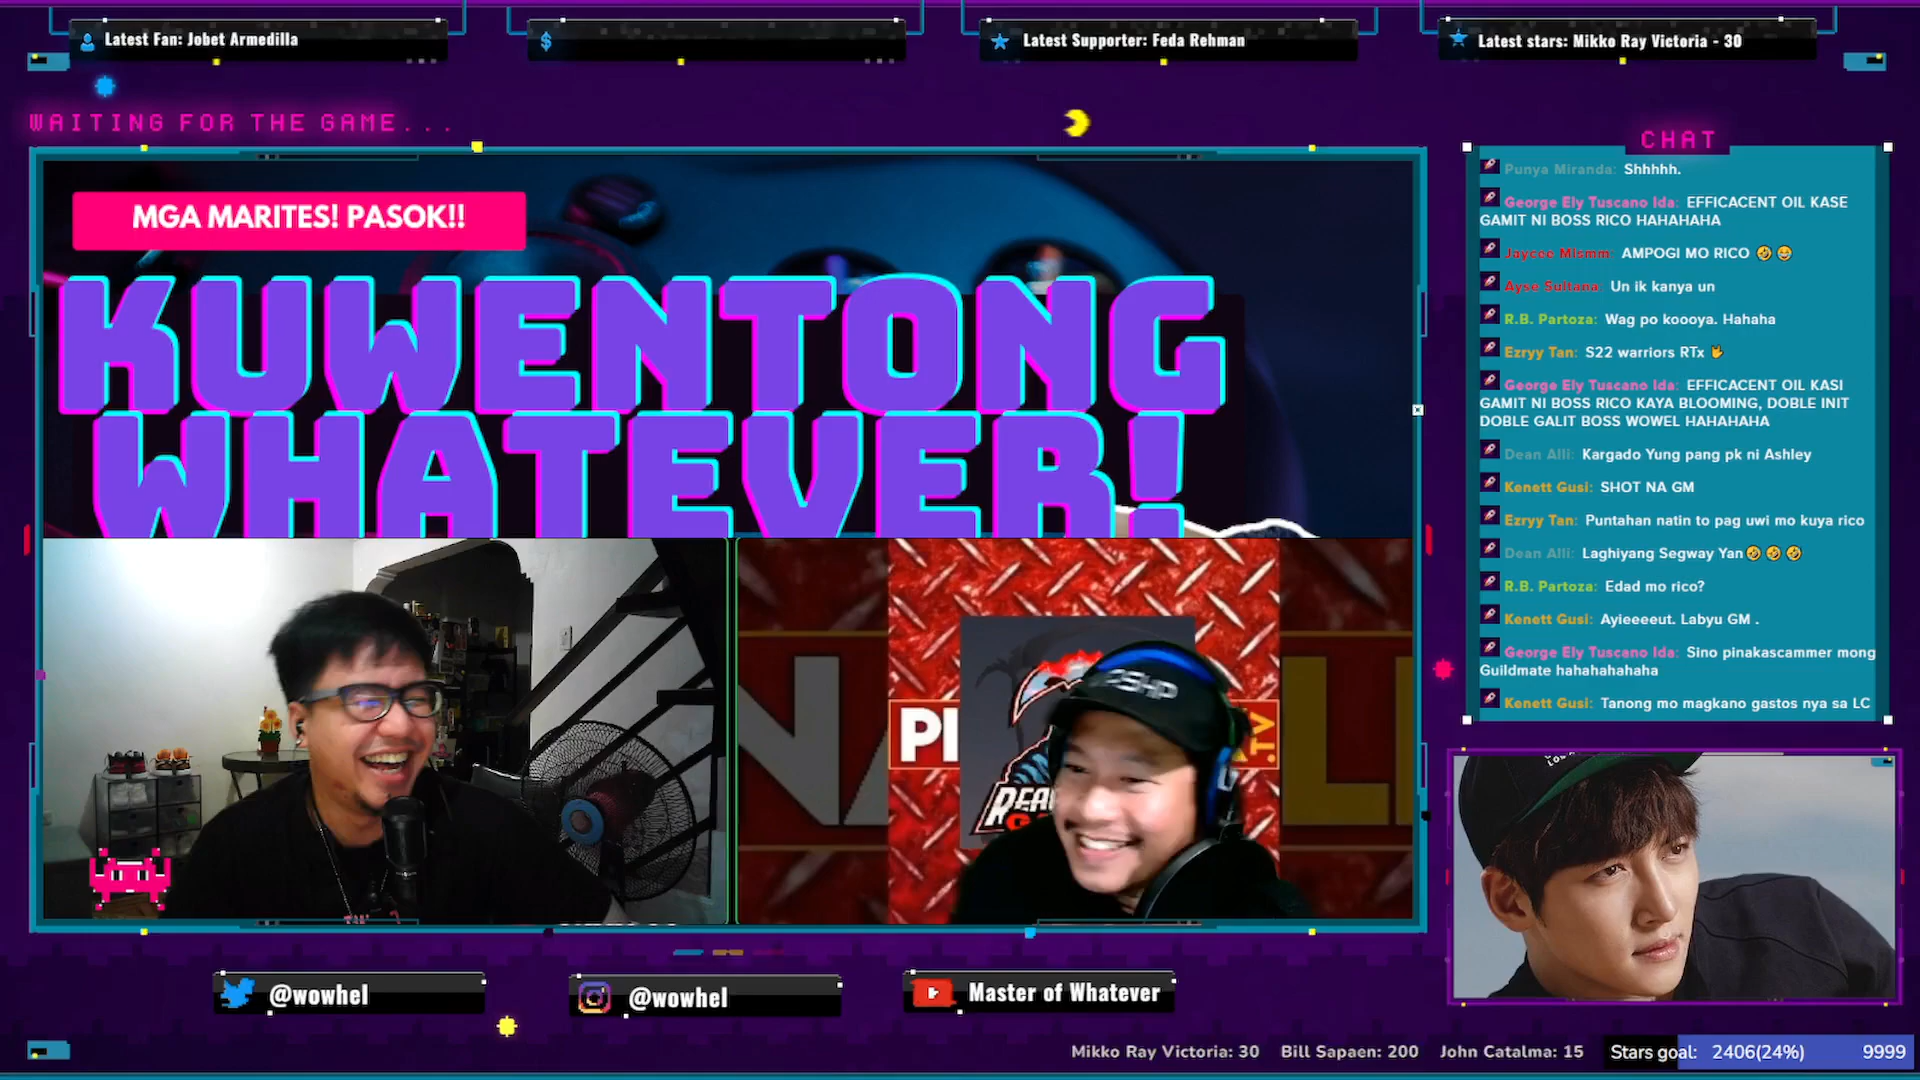 Latest Fan: Jobet Armedilla
Latest Supporter: Feda Rehman
Latest stars: Mikko Ray Victoria - 30
WAITING FOR THE GAME...
MGA MARITES! PASOK!!
KUWENTONG
WHATEVER!
CHAT
Punya Miranda: Shhhhh.
George Ely Tuscano Ida: EFFICACENT OIL KASE
GAMIT NI BOSS RICO HAHAHAHA
Jaycee Mismm: AMPOGI MO RICO 🤣😂
Ayse Sultana: Un ik kanya un
R.B. Partoza: Wag po koooya. Hahaha
Ezryy Tan: S22 warriors RTx
George Ely Tuscano Ida: EFFICACENT OIL KASI
GAMIT NI BOSS RICO KAYA BLOOMING, DOBLE INIT
DOBLE GALIT BOSS WOWEL HAHAHAHA
Dean Alli: Kargado Yung pang pk ni Ashley
Kenett Gusi: SHOT NA GM
Ezryy Tan: Puntahan natin to pag uwi mo kuya rico
Dean Alli: Laghiyang Segway Yan🤣🤣🤣
R.B. Partoza: Edad mo rico?
Kenett Gusi: Ayieeeeut. Labyu GM .
George Ely Tuscano Ida: Sino pinakascammer mong
Guildmate hahahahahaha
Kenett Gusi: Tanong mo magkano gastos nya sa LC
@wowhel
@wowhel
Master of Whatever
Mikko Ray Victoria: 30 Bill Sapaen: 200 John Catalma: 15
Stars goal: 2406(24%) 9999